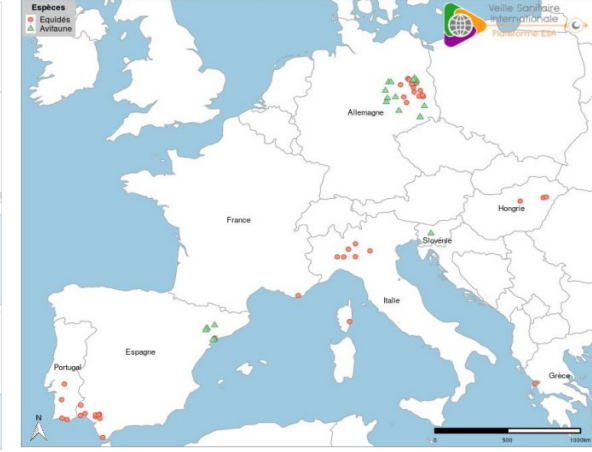 Espèces
Equidés
Avifaune
Veille Sanitaire
Internationale
Plateforme ESA
Allemagne
Hongrie
France
Slovénie
Italie
Espagne
Portugal
Grèce
N
0 500 1000km